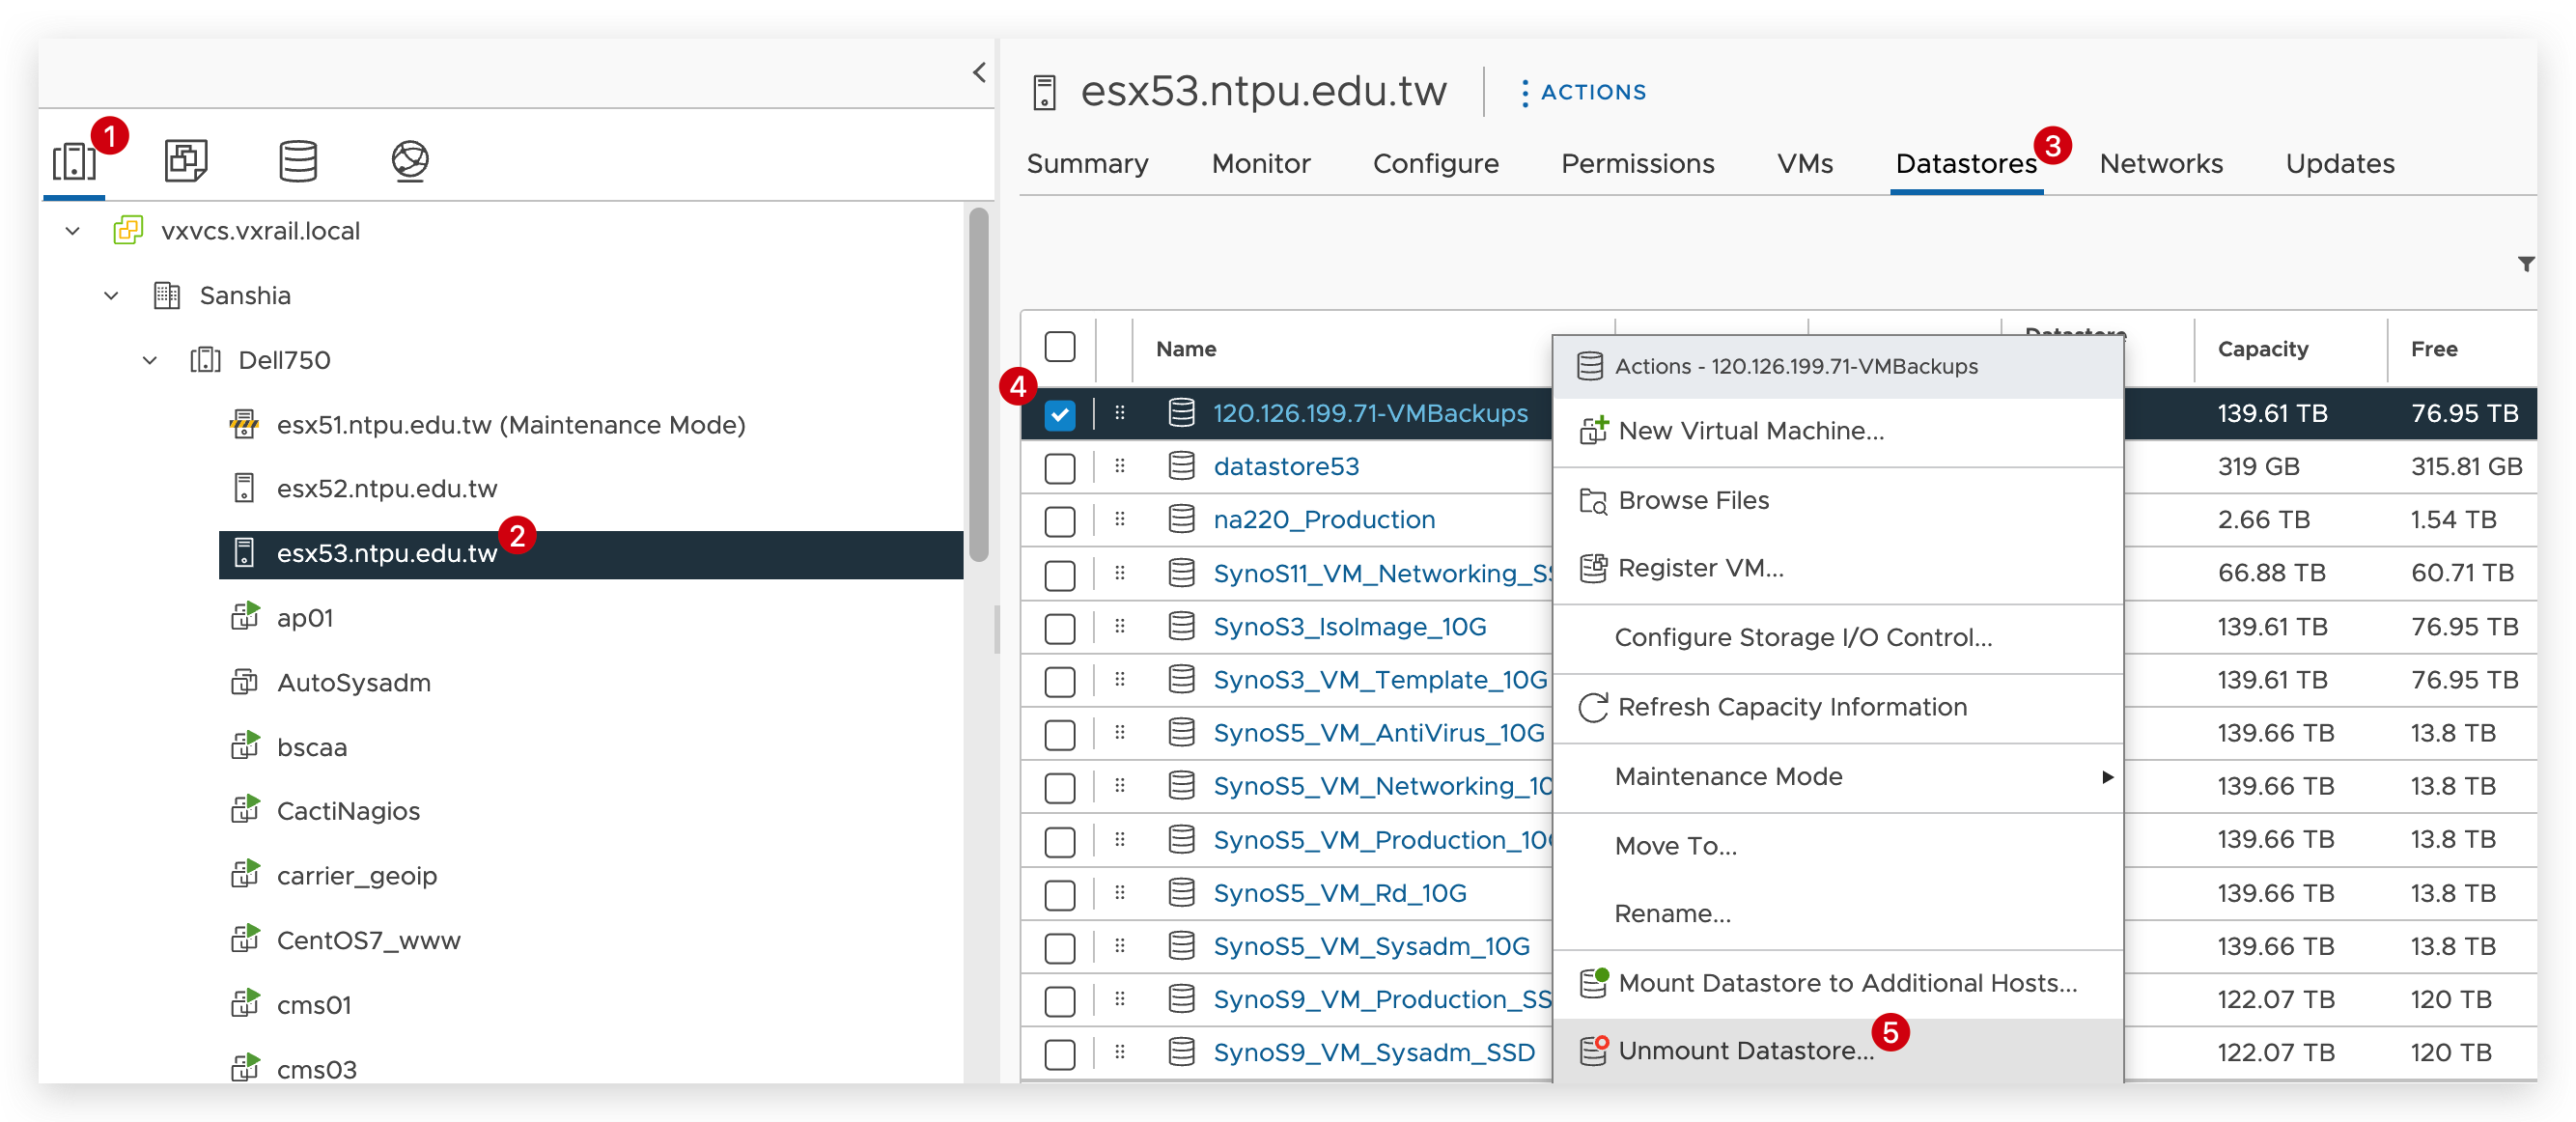 esx53.ntpu.edu.tw
ACTIONS
1
Summary Monitor Configure Permissions VMs Datastores 3 Networks Updates
vxvcs.vxrail.local
Sanshia
Dell750
esx51.ntpu.edu.tw (Maintenance Mode)
esx52.ntpu.edu.tw
esx53.ntpu.edu.tw 2
ap01
AutoSysadm
bscaa
CactiNagios
carrier_geoip
CentOS7_www
cms01
cms03
Name Datastore Capacity Free
4
120.126.199.71-VMBackups 139.61 TB 76.95 TB
datastore53 319 GB 315.81 GB
na220_Production 2.66 TB 1.54 TB
SynoS11_VM_Networking_SS 66.88 TB 60.71 TB
SynoS3_IsoImage_10G 139.61 TB 76.95 TB
SynoS3_VM_Template_10G 139.61 TB 76.95 TB
SynoS5_VM_AntiVirus_10G 139.66 TB 13.8 TB
SynoS5_VM_Networking_10 139.66 TB 13.8 TB
SynoS5_VM_Production_10G 139.66 TB 13.8 TB
SynoS5_VM_Rd_10G 139.66 TB 13.8 TB
SynoS5_VM_Sysadm_10G 139.66 TB 13.8 TB
SynoS9_VM_Production_SS 122.07 TB 120 TB
SynoS9_VM_Sysadm_SSD 122.07 TB 120 TB
Actions - 120.126.199.71-VMBackups
New Virtual Machine...
Browse Files
Register VM...
Configure Storage I/O Control...
Refresh Capacity Information
Maintenance Mode
Move To...
Rename...
Mount Datastore to Additional Hosts...
Unmount Datastore... 5